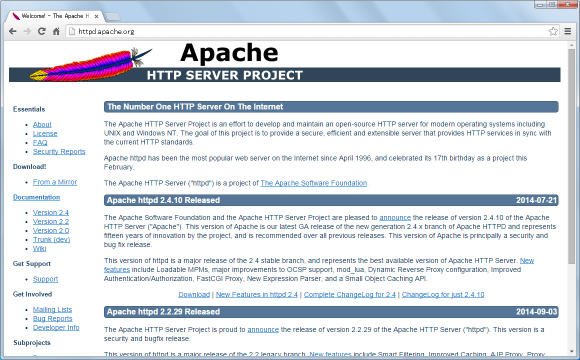 Welcome! - The Apache H
httpd.apache.org
Apache
HTTP SERVER PROJECT
Essentials
About
License
FAQ
Security Reports
Download!
From a Mirror
Documentation
Version 2.4
Version 2.2
Version 2.0
Trunk (dev)
Wiki
Get Support
Support
Get Involved
Mailing Lists
Bug Reports
Developer Info
Subprojects
The Number One HTTP Server On The Internet
The Apache HTTP Server Project is an effort to develop and maintain an open-source HTTP server for modern operating systems including
UNIX and Windows NT. The goal of this project is to provide a secure, efficient and extensible server that provides HTTP services in sync with
the current HTTP standards.
Apache httpd has been the most popular web server on the Internet since April 1996, and celebrated its 17th birthday as a project this
February.
The Apache HTTP Server ("httpd") is a project of The Apache Software Foundation
Apache httpd 2.4.10 Released 2014-07-21
The Apache Software Foundation and the Apache HTTP Server Project are pleased to announce the release of version 2.4.10 of the Apache
HTTP Server ("Apache"). This version of Apache is our latest GA release of the new generation 2.4.x branch of Apache HTTPD and represents
fifteen years of innovation by the project, and is recommended over all previous releases. This version of Apache is principally a security and
bug fix release.
This version of httpd is a major release of the 2.4 stable branch, and represents the best available version of Apache HTTP Server. New
features include Loadable MPMs, major improvements to OCSP support, mod_lua, Dynamic Reverse Proxy configuration, Improved
Authentication/Authorization, FastCGI Proxy, New Expression Parser, and a Small Object Caching API.
Download | New Features in httpd 2.4 | Complete ChangeLog for 2.4 | ChangeLog for just 2.4.10
Apache httpd 2.2.29 Released 2014-09-03
The Apache HTTP Server Project is proud to announce the release of version 2.2.29 of the Apache HTTP Server ("httpd"). This version is a
security and bugfix release.
This version of httpd is a major release of the 2.2 legacy branch. New features include Smart Filtering, Improved Caching, AJP Proxy, Proxy